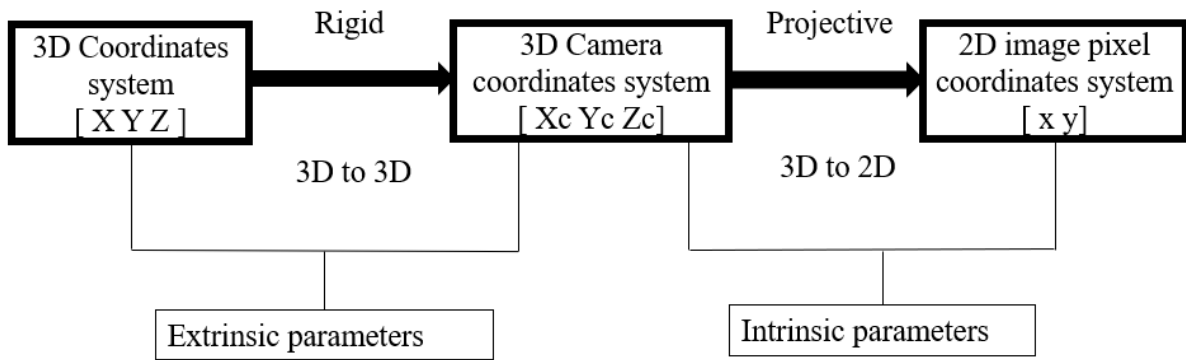 Rigid
Projective
3D Coordinates
system
[ X Y Z ]
3D Camera
coordinates system
[ Xc Yc Zc]
2D image pixel
coordinates system
[ x y]
3D to 3D
3D to 2D
Extrinsic parameters
Intrinsic parameters